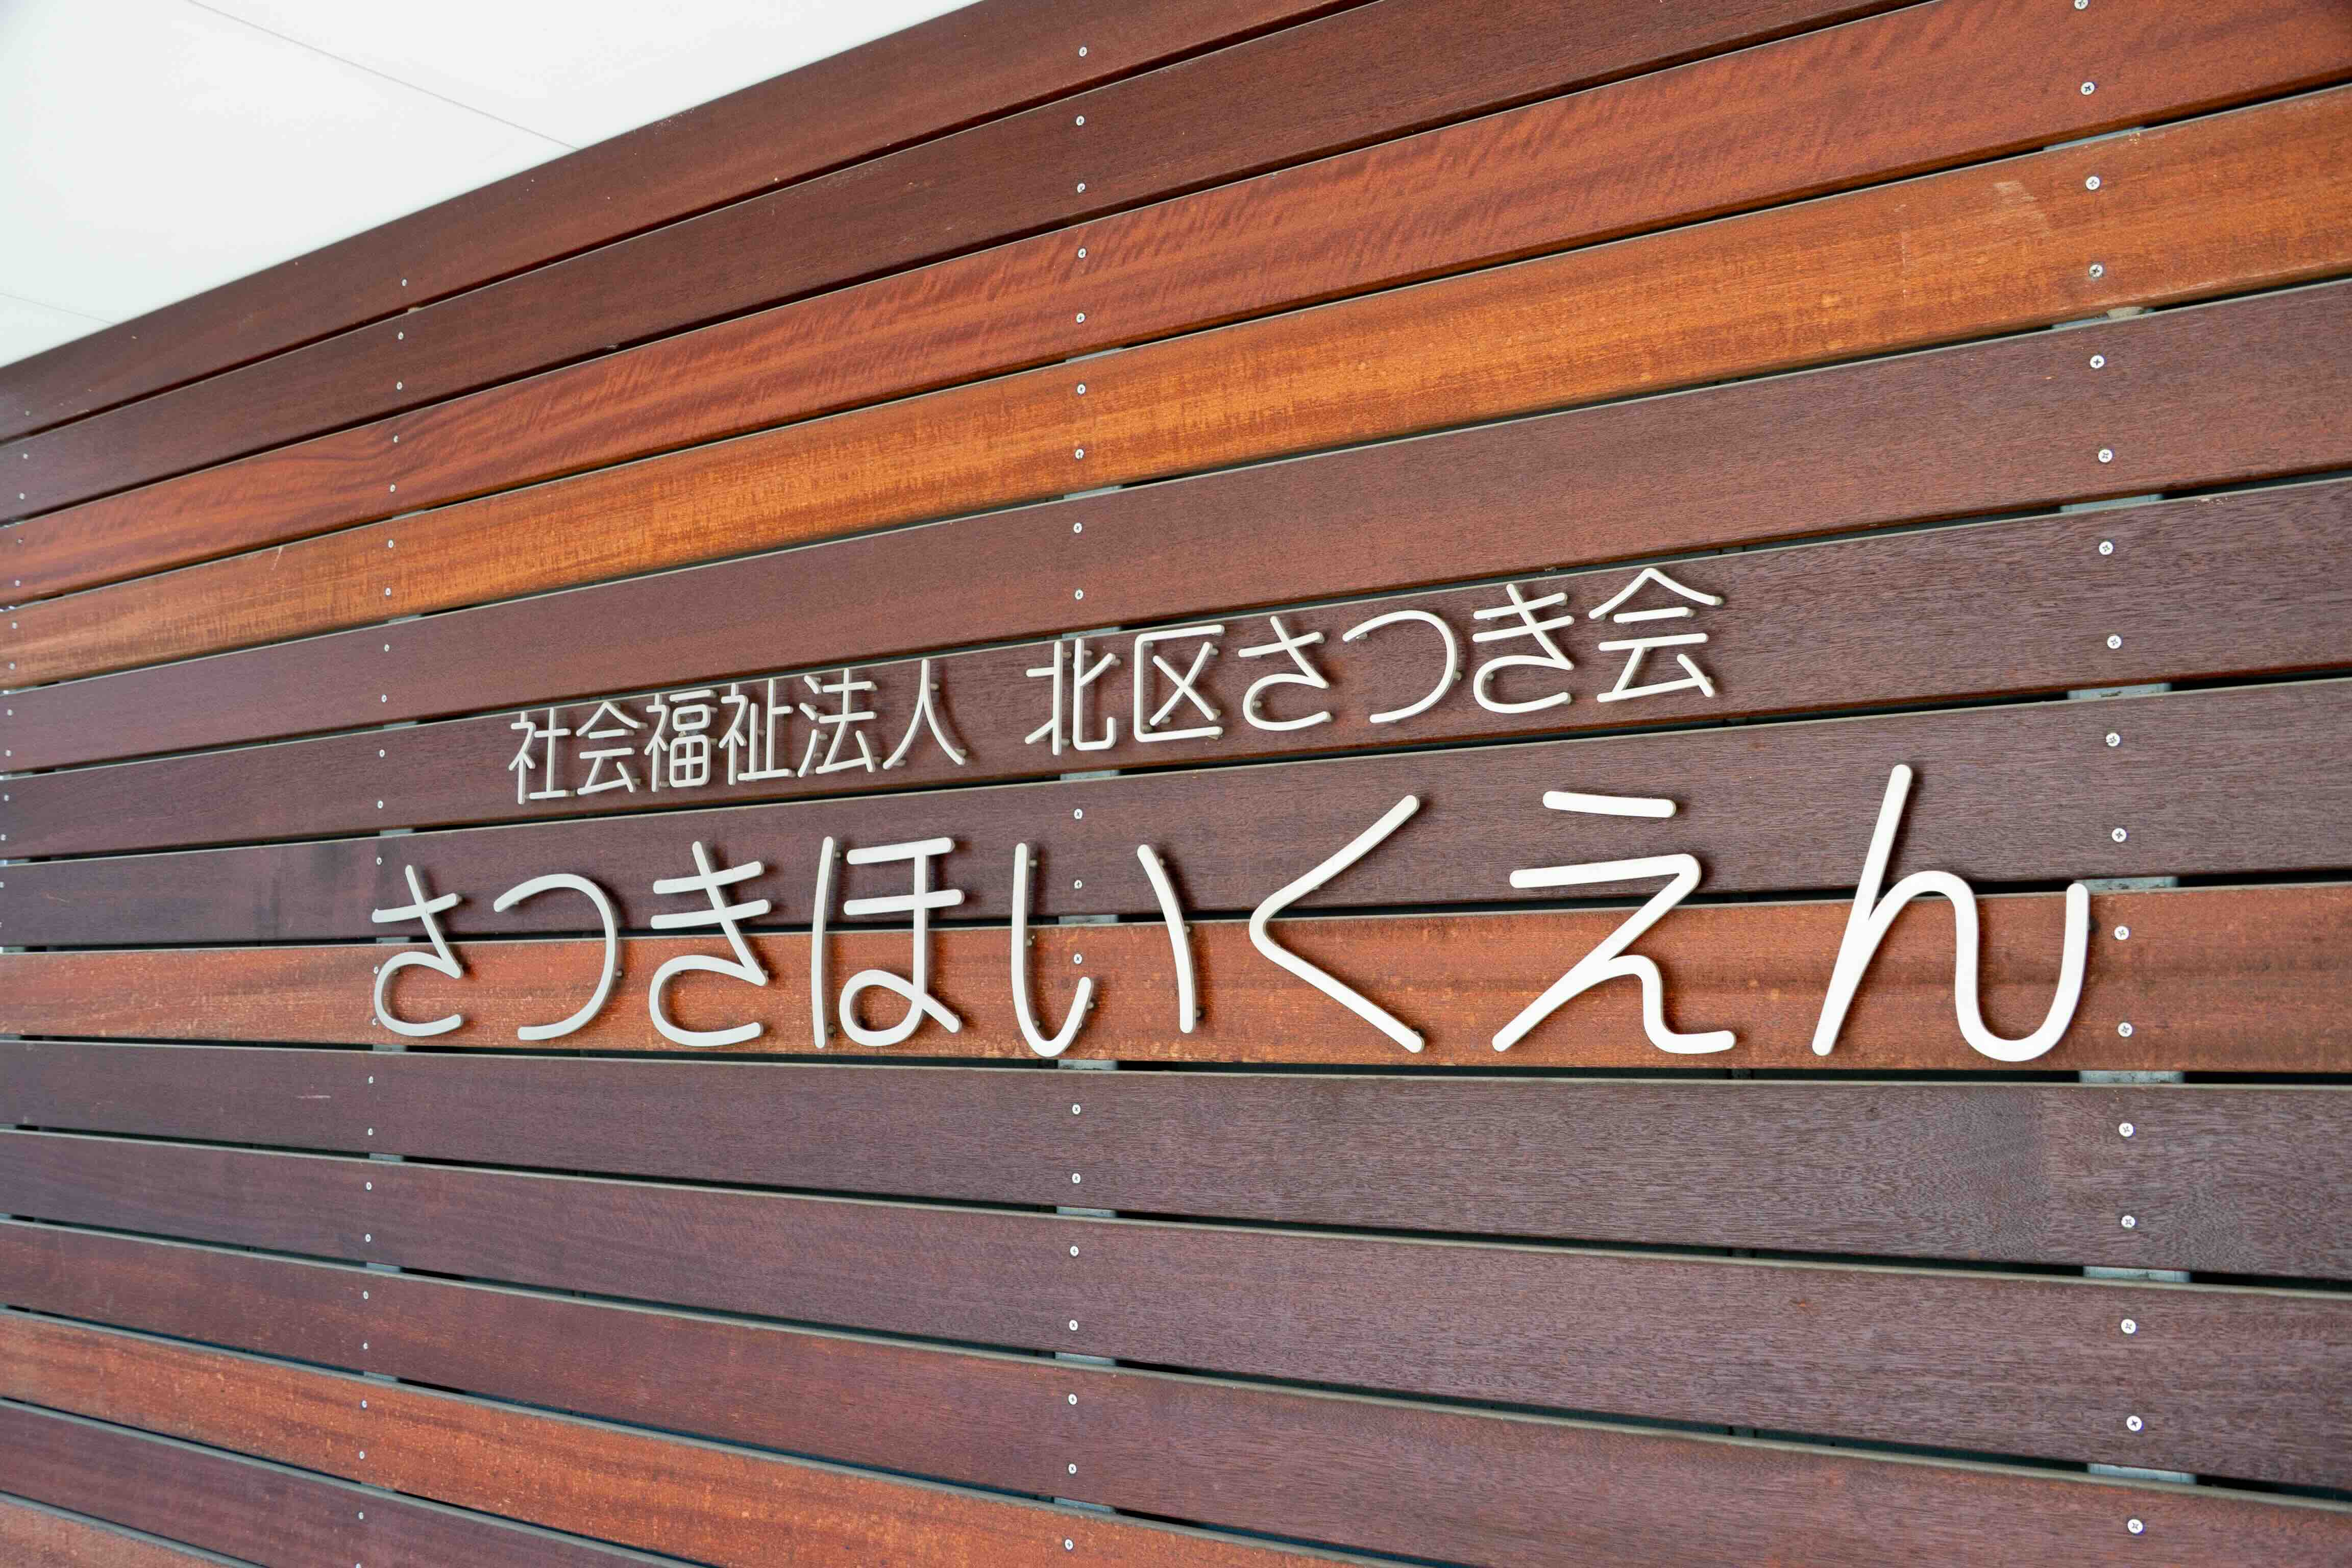 社会福祉法人 北区さつき会
さつきほいくえん